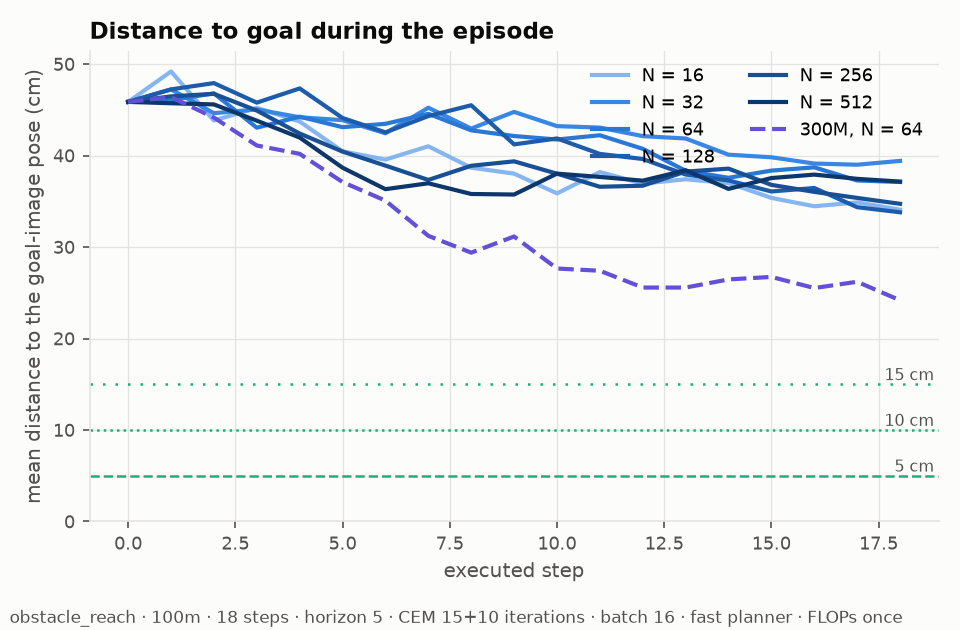 Distance to goal during the episode
mean distance to the goal-image pose (cm)
50
40
30
20
10
0
N = 16
N = 32
N = 64
N = 128
N = 256
N = 512
300M, N = 64
15 cm
10 cm
5 cm
0.0 2.5 5.0 7.5 10.0 12.5 15.0 17.5
executed step
obstacle_reach · 100m · 18 steps · horizon 5 · CEM 15+10 iterations · batch 16 · fast planner · FLOPs once